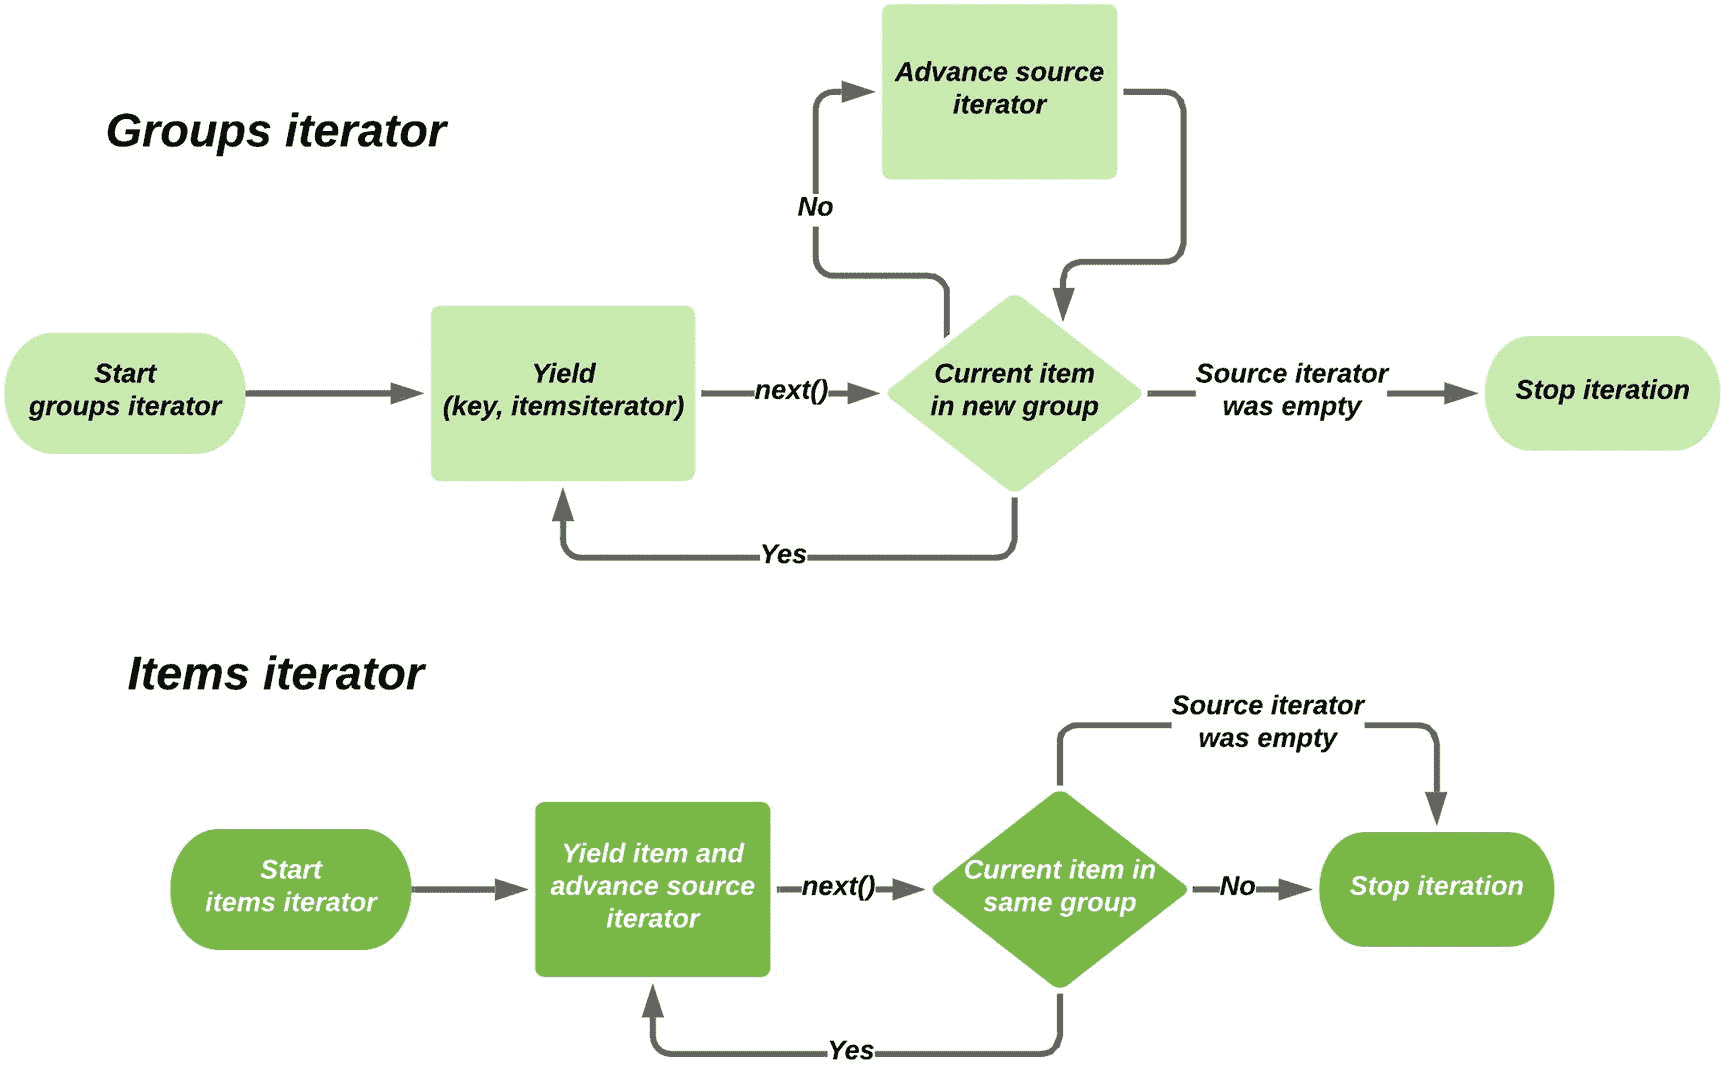 Groups iterator
Advance source
iterator
No
Start
groups iterator
Yield
(key, itemsiterator)
next()
Current item
in new group
Source iterator
was empty
Stop iteration
Yes
Items iterator
Source iterator
was empty
Start
items iterator
Yield item and
advance source
iterator
next()
Current item in
same group
No
Stop iteration
Yes